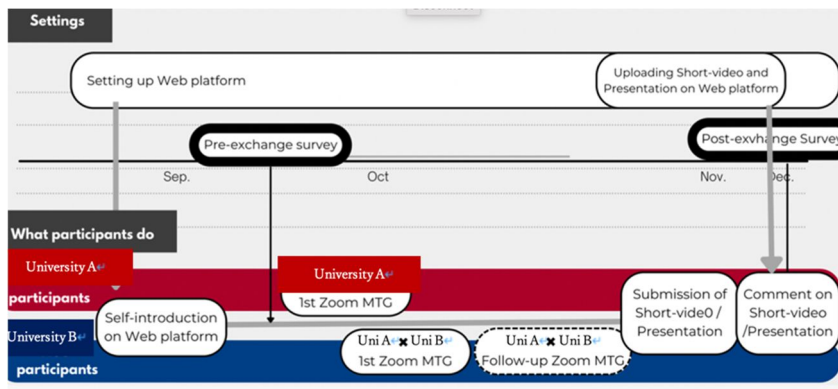 Settings
Setting up Web platform
Uploading Short-video and
Presentation on Web platform
Pre-exchange survey
Post-exvhange Survey
Sep.
Oct
Nov.
Dec.
What participants do
University A
participants
University A
1st Zoom MTG
Self-introduction
on Web platform
Submission of
Short-vide0 /
Presentation
Comment on
Short-video
/Presentation
University B
participants
Uni A✖Uni B
1st Zoom MTG
Uni A✖Uni B
Follow-up Zoom MTG